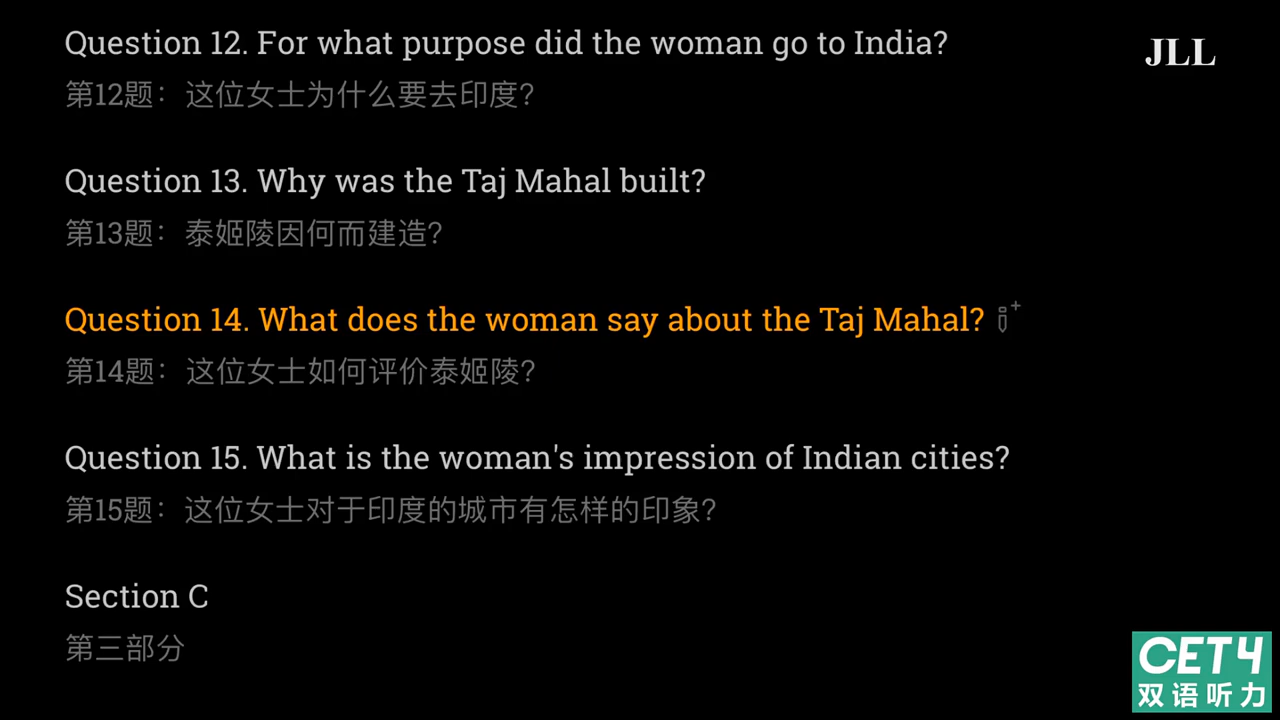 Question 12. For what purpose did the woman go to India?
JLL
第12题：这位女士为什么要去印度？
Question 13. Why was the Taj Mahal built?
第13题：泰姬陵因何而建造？
Question 14. What does the woman say about the Taj Mahal?
第14题：这位女士如何评价泰姬陵？
Question 15. What is the woman's impression of Indian cities?
第15题：这位女士对于印度的城市有怎样的印象？
Section C
第三部分
CET4
双语听力